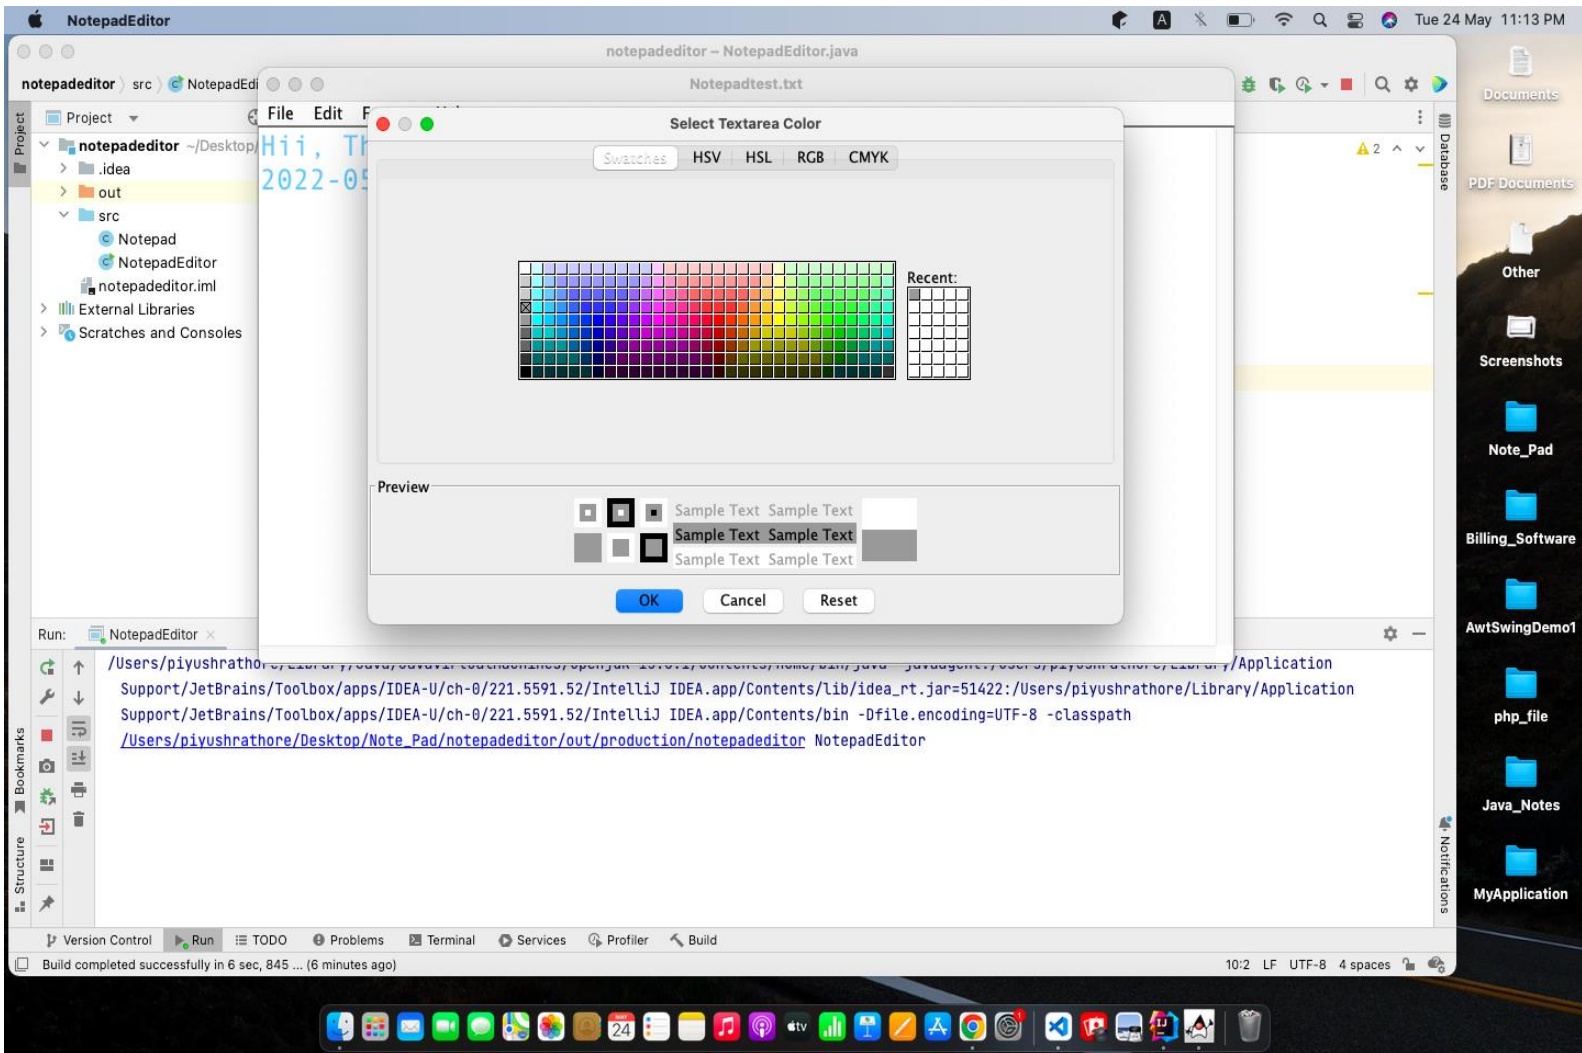 NotepadEditor
A
Tue 24 May 11:13 PM
notepadeditor – NotepadEditor.java
notepadeditor src
Notepadtest.txt
Project
notepadeditor ~/Desktop/
.idea
out
src
Notepad
NotepadEditor
notepadeditor.iml
External Libraries
Scratches and Consoles
Project
Bookmarks
Structure
File Edit
Hii,
Select Textarea Color
Swatches HSV HSL RGB CMYK
Recent:
Preview
Sample Text Sample Text
Sample Text Sample Text
Sample Text Sample Text
OK Cancel Reset
2
Database
Notifications
Documents
PDF Documents
Other
Screenshots
Note_Pad
Billing_Software
AwtSwingDemo1
php_file
Java_Notes
MyApplication
Run: NotepadEditor
/Application
Support/JetBrains/Toolbox/apps/IDEA-U/ch-0/221.5591.52/IntelliJ IDEA.app/Contents/lib/idea_rt.jar=51422:/Users/piyushrathore/Library/Application
Support/JetBrains/Toolbox/apps/IDEA-U/ch-0/221.5591.52/IntelliJ IDEA.app/Contents/bin -Dfile.encoding=UTF-8 -classpath
/Users/piyushrathore/Desktop/Note_Pad/notepadeditor/out/production/notepadeditor NotepadEditor
Version Control Run TODO Problems Terminal Services Profiler Build
Build completed successfully in 6 sec, 845 ... (6 minutes ago)
10:2 LF UTF-8 4 spaces
24
tv